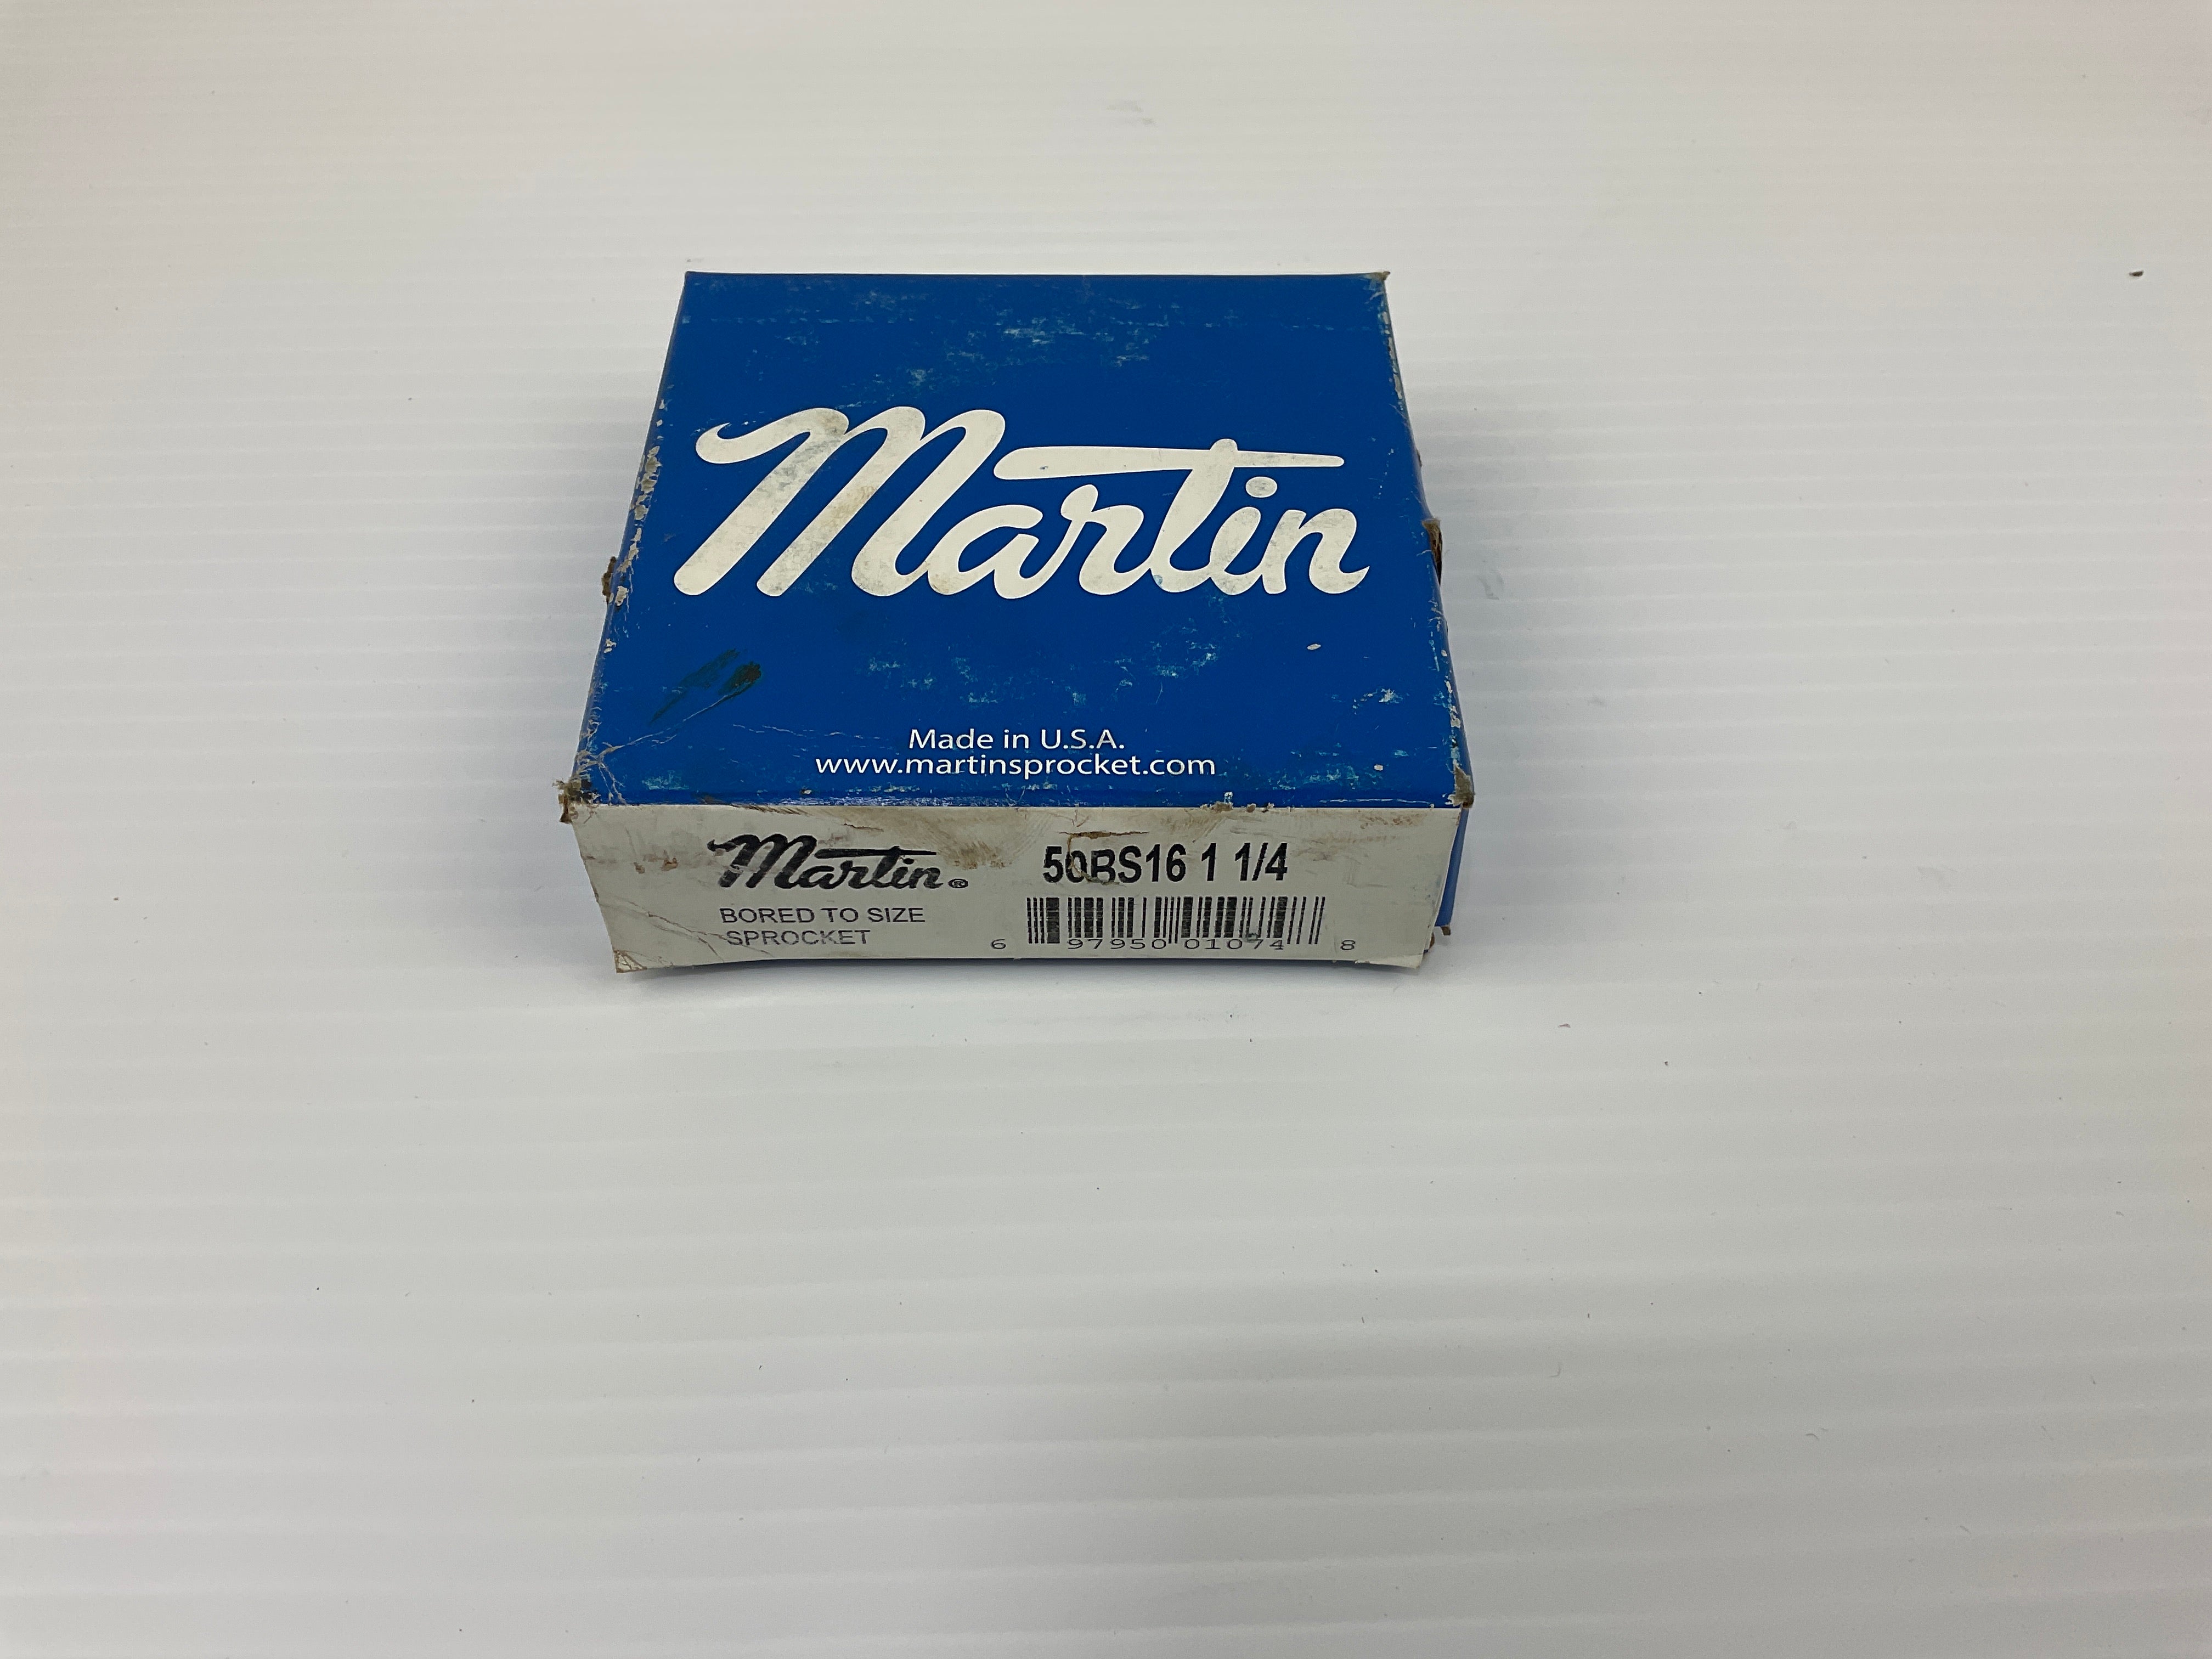 Martin
Made in U.S.A.
www.martinsprocket.com
Martin®
50BS16 1 1/4
BORED TO SIZE
SPROCKET
6 97950 01074 8